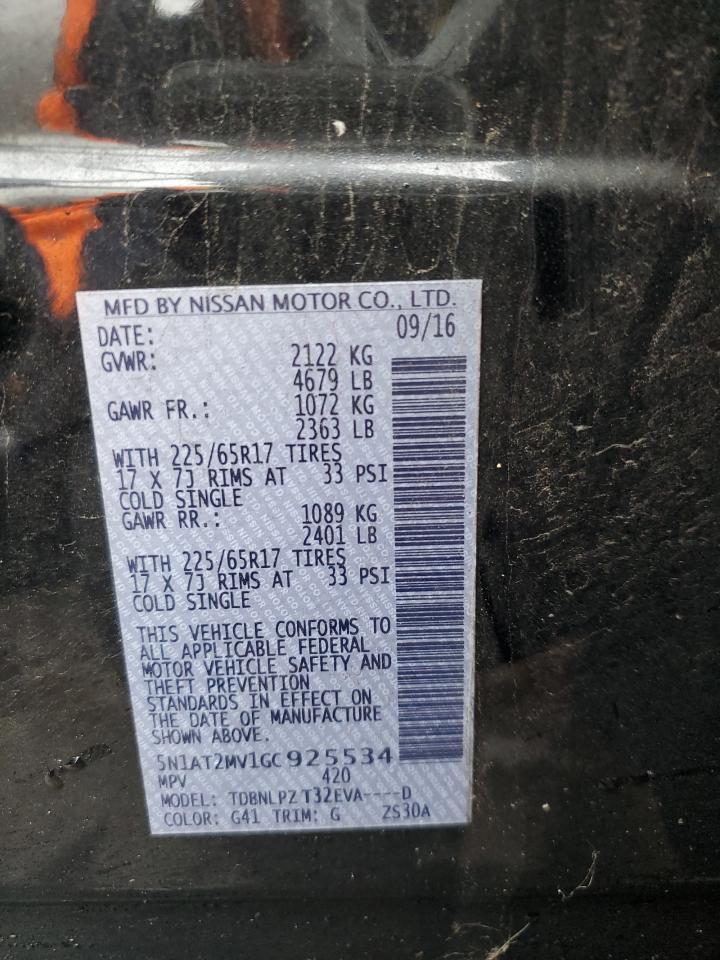 MFD BY NISSAN MOTOR CO., LTD.
DATE: 09/16
GVWR: 2122 KG
4679 LB
GAWR FR.: 1072 KG
2363 LB
WITH 225/65R17 TIRES
17 X 7J RIMS AT 33 PSI
COLD SINGLE
GAWR RR.: 1089 KG
2401 LB
WITH 225/65R17 TIRES
17 X 7J RIMS AT 33 PSI
COLD SINGLE
THIS VEHICLE CONFORMS TO
ALL APPLICABLE FEDERAL
MOTOR VEHICLE SAFETY AND
THEFT PREVENTION
STANDARDS IN EFFECT ON
THE DATE OF MANUFACTURE
SHOWN ABOVE.
5N1AT2MV1GC925534
MPV 420
MODEL: TDBNLPZ T32EVA----D
COLOR: G41 TRIM: G ZS30A